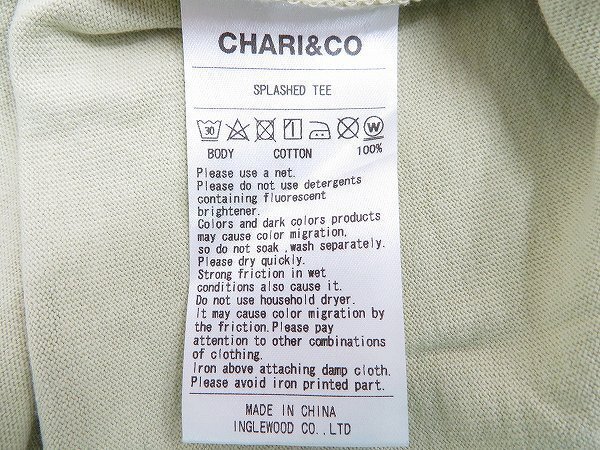 CHARI&CO
SPLASHED TEE
30 W
BODY COTTON 100%
Please use a net.
Please do not use detergents
containing fluorescent
brightener.
Colors and dark colors products
may cause color migration,
so do not soak ,wash separately.
Please dry quickly.
Strong friction in wet
conditions also cause it.
Do not use household dryer.
It may cause color migration by
the friction.Please pay
attention to other combinations
of clothing.
Iron above attaching damp cloth.
Please avoid iron printed part.
MADE IN CHINA
INGLEWOOD CO.,LTD